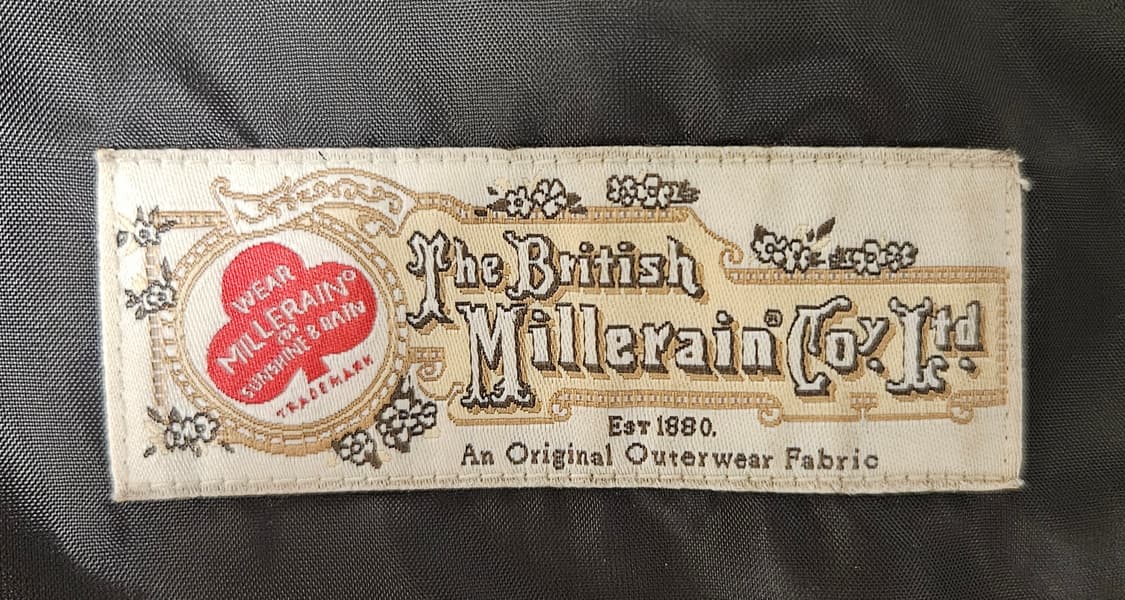 WEAR
MILLERAIN®
FOR
SUNSHINE & RAIN
TRADEMARK
The British
Millerain® Coy. Ltd.
Est 1880.
An Original Outerwear Fabric